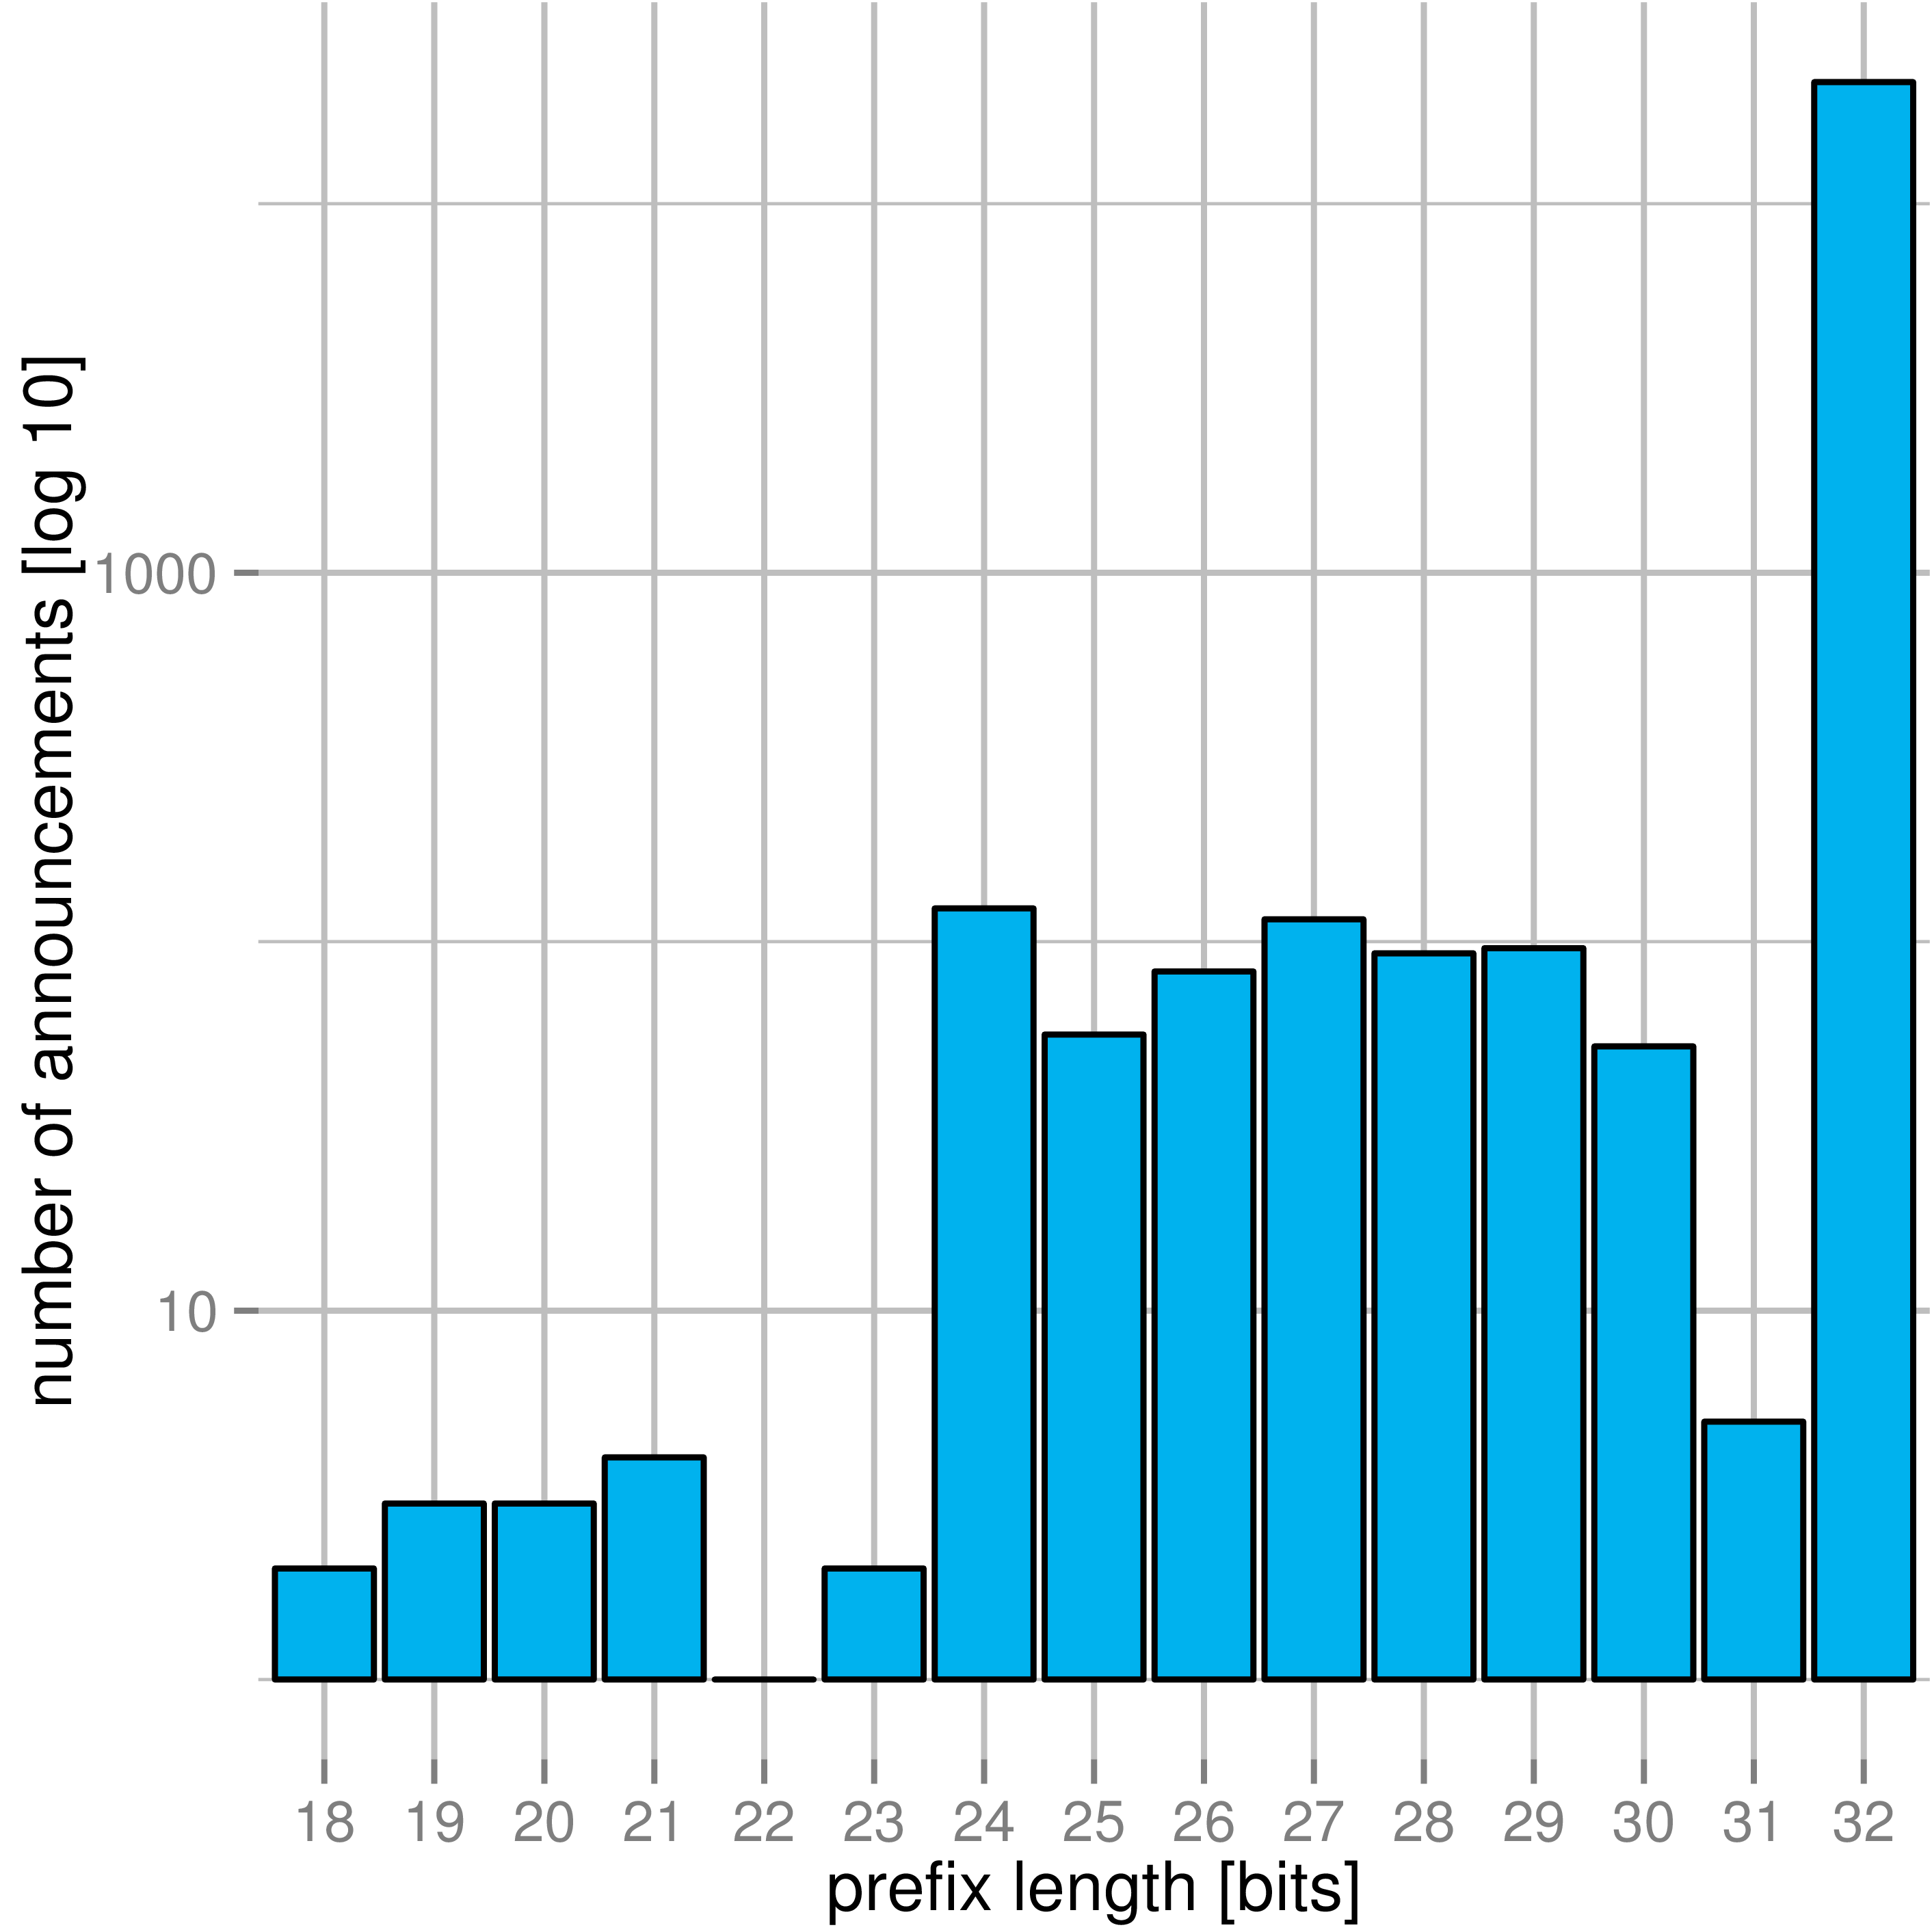 number of announcements [log 10]
1000
10
18 19 20 21 22 23 24 25 26 27 28 29 30 31 32
prefix length [bits]